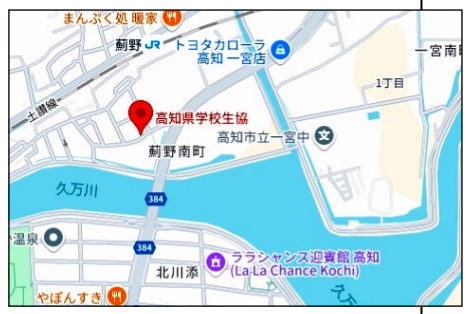 まんぷく処 暖家
薊野
トヨタカローラ
高知 一宮店
一宮南
1丁目
土讃線
高知県学校生協
高知市立一宮中
薊野南町
久万川
384
384
温泉
ララシャンス迎賓館 高知
(La La Chance Kochi)
北川添
やぽんすき
久万